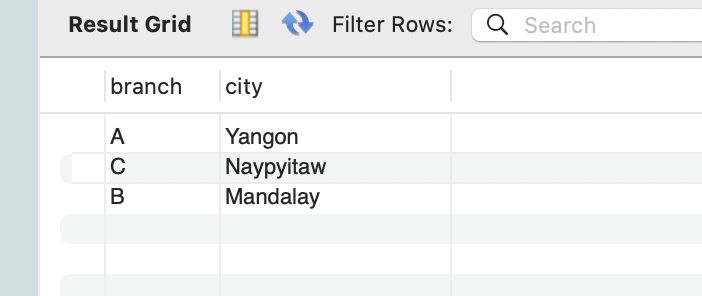 Result Grid Filter Rows: Search
branch city
A Yangon
C Naypyitaw
B Mandalay